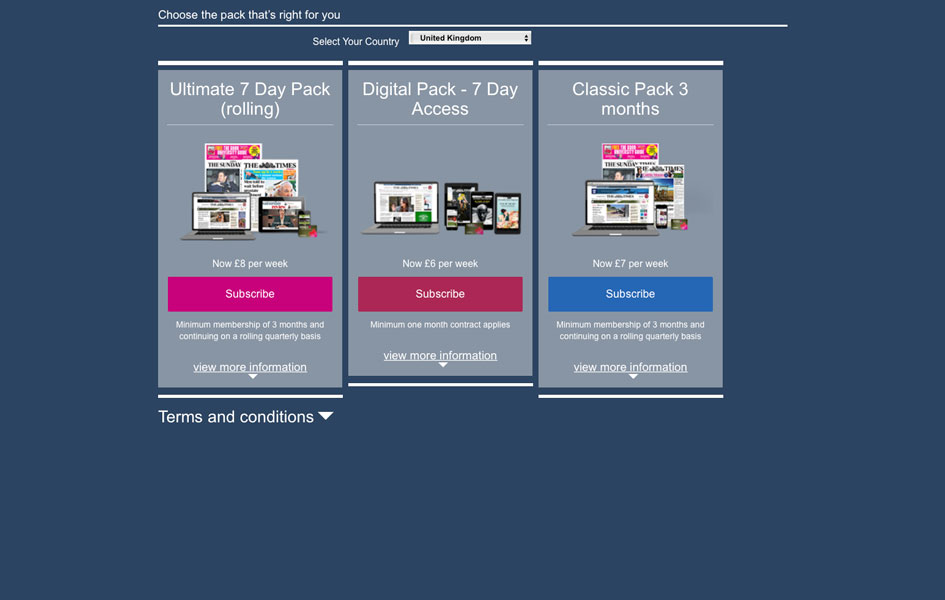 Choose the pack that's right for you
Select Your Country
United Kingdom
Ultimate 7 Day Pack
(rolling)
THE SUNDAY
THE TIMES
Now £8 per week
Subscribe
Minimum membership of 3 months and
continuing on a rolling quarterly basis
view more information
Digital Pack - 7 Day
Access
Now £6 per week
Subscribe
Minimum one month contract applies
view more information
Classic Pack 3
months
Now £7 per week
Subscribe
Minimum membership of 3 months and
continuing on a rolling quarterly basis
view more information
Terms and conditions